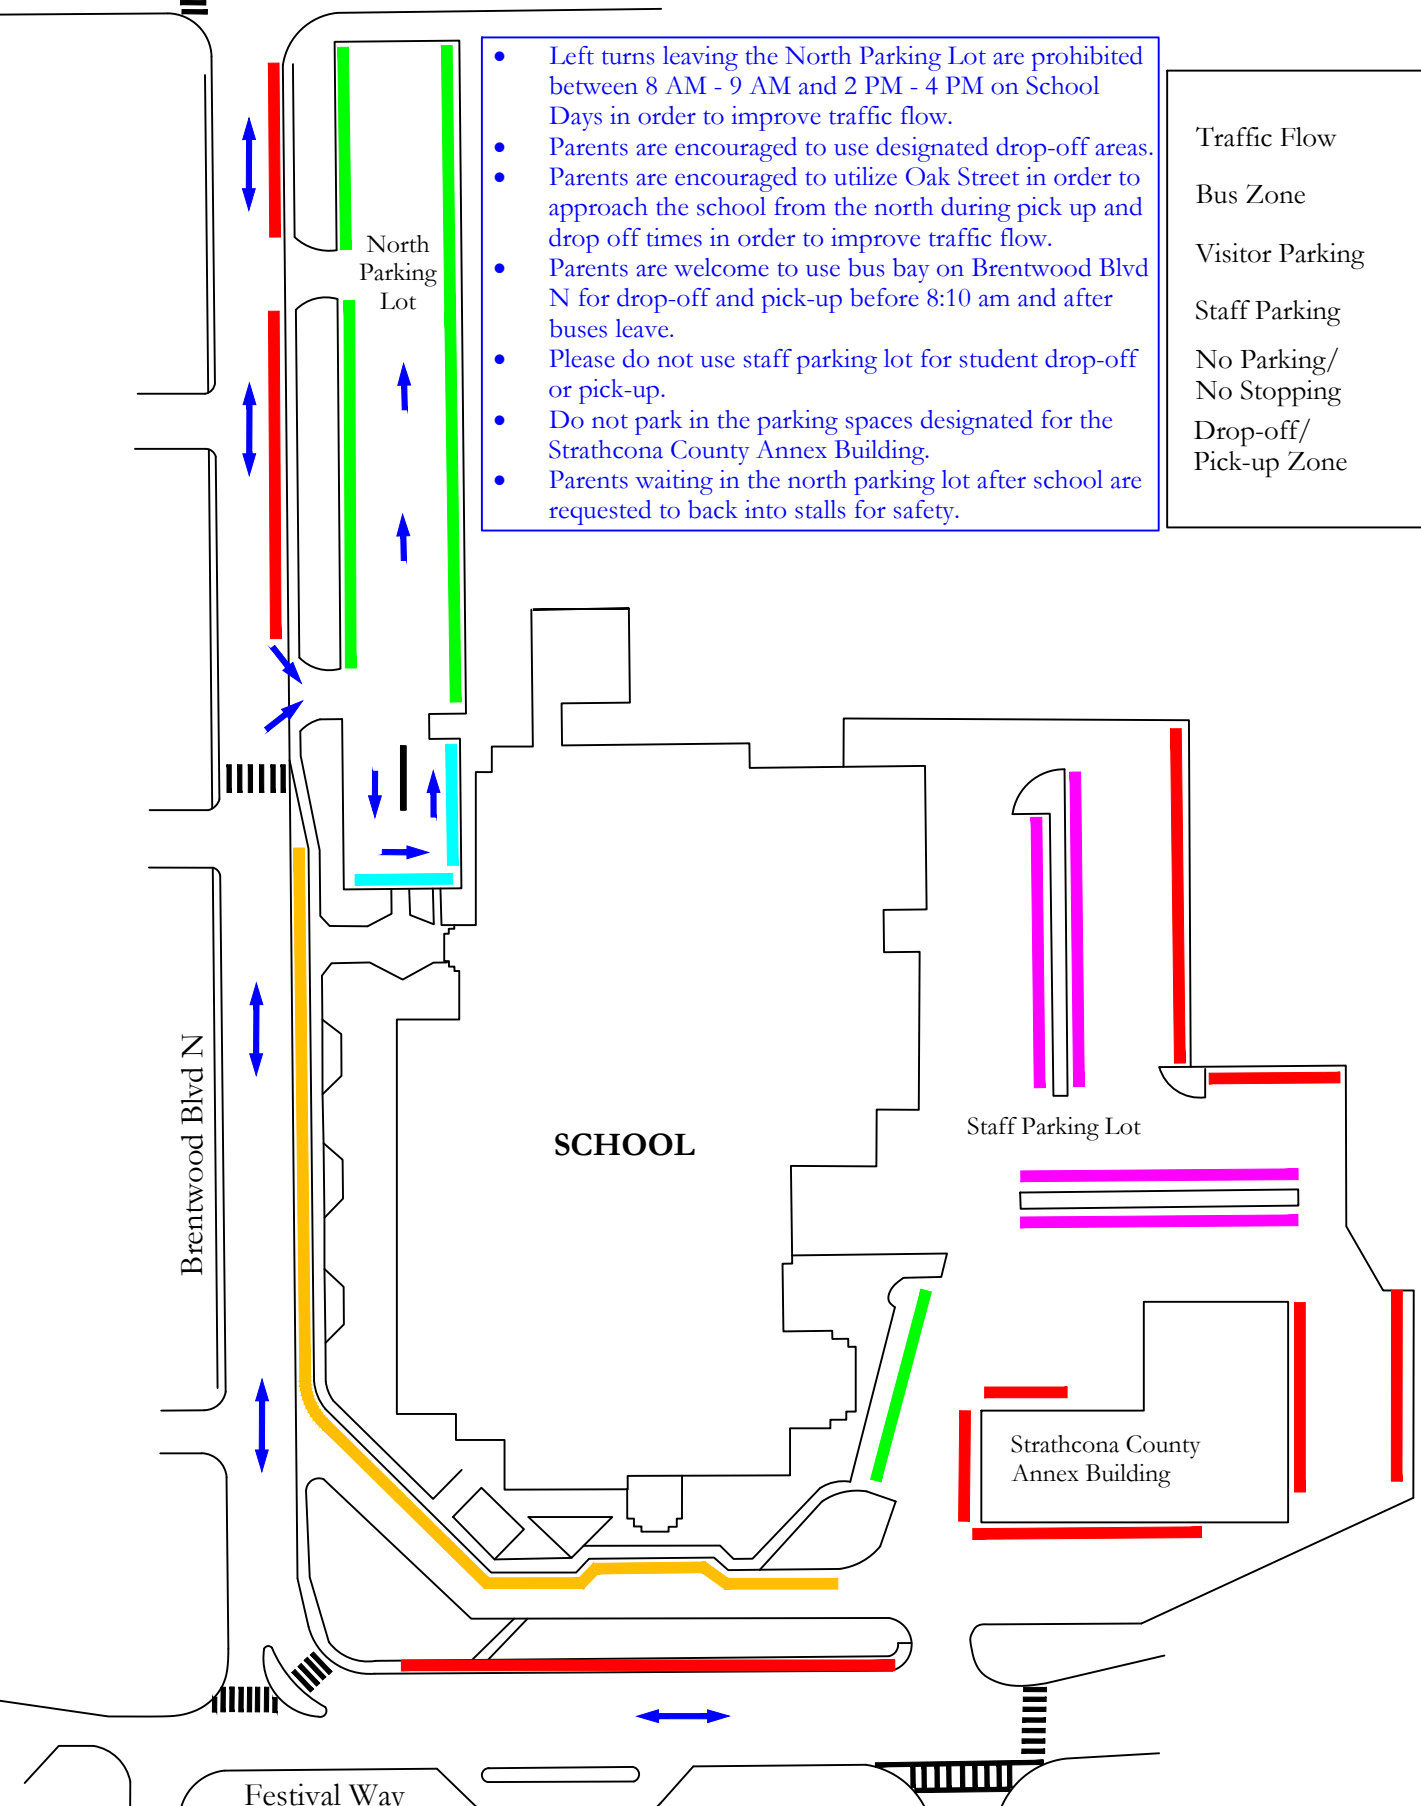 • Left turns leaving the North Parking Lot are prohibited
between 8 AM - 9 AM and 2 PM - 4 PM on School
Days in order to improve traffic flow.
• Parents are encouraged to use designated drop-off areas.
• Parents are encouraged to utilize Oak Street in order to
approach the school from the north during pick up and
drop off times in order to improve traffic flow.
• Parents are welcome to use bus bay on Brentwood Blvd
N for drop-off and pick-up before 8:10 am and after
buses leave.
• Please do not use staff parking lot for student drop-off
or pick-up.
• Do not park in the parking spaces designated for the
Strathcona County Annex Building.
• Parents waiting in the north parking lot after school are
requested to back into stalls for safety.
Traffic Flow
Bus Zone
Visitor Parking
Staff Parking
No Parking/
No Stopping
Drop-off/
Pick-up Zone
North
Parking
Lot
Brentwood Blvd N
SCHOOL
Staff Parking Lot
Strathcona County
Annex Building
Festival Way